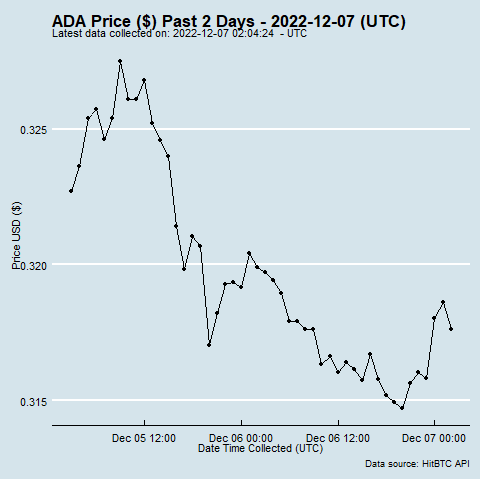 ADA Price ($) Past 2 Days - 2022-12-07 (UTC)
Latest data collected on: 2022-12-07 02:04:24 - UTC
0.325
0.320
0.315
Price USD ($)
Dec 05 12:00
Dec 06 00:00
Dec 06 12:00
Dec 07 00:00
Date Time Collected (UTC)
Data source: HitBTC API